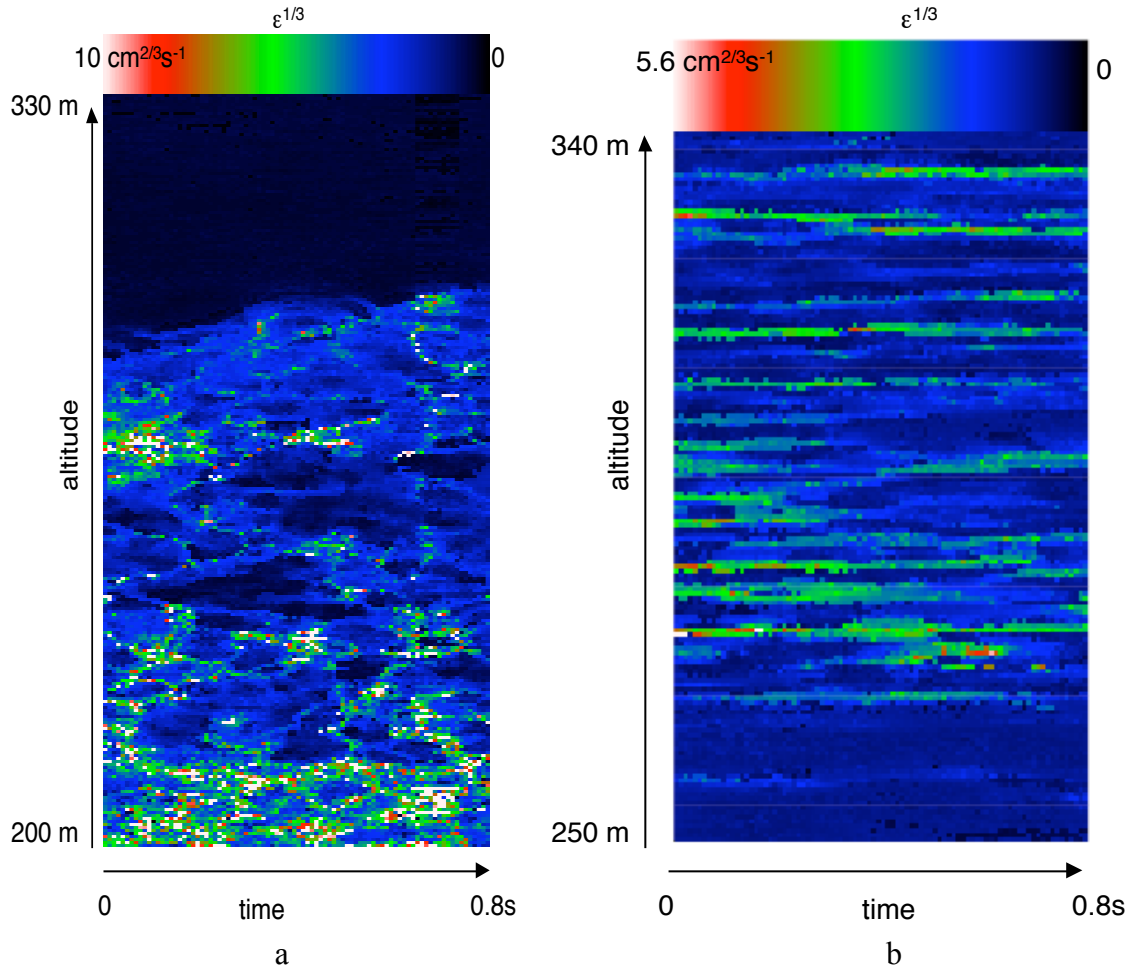 ε1/3
10 cm2/3s-1
0
330 m
altitude
200 m
0
time
0.8s
a
ε1/3
5.6 cm2/3s-1
0
340 m
altitude
250 m
0
time
0.8s
b